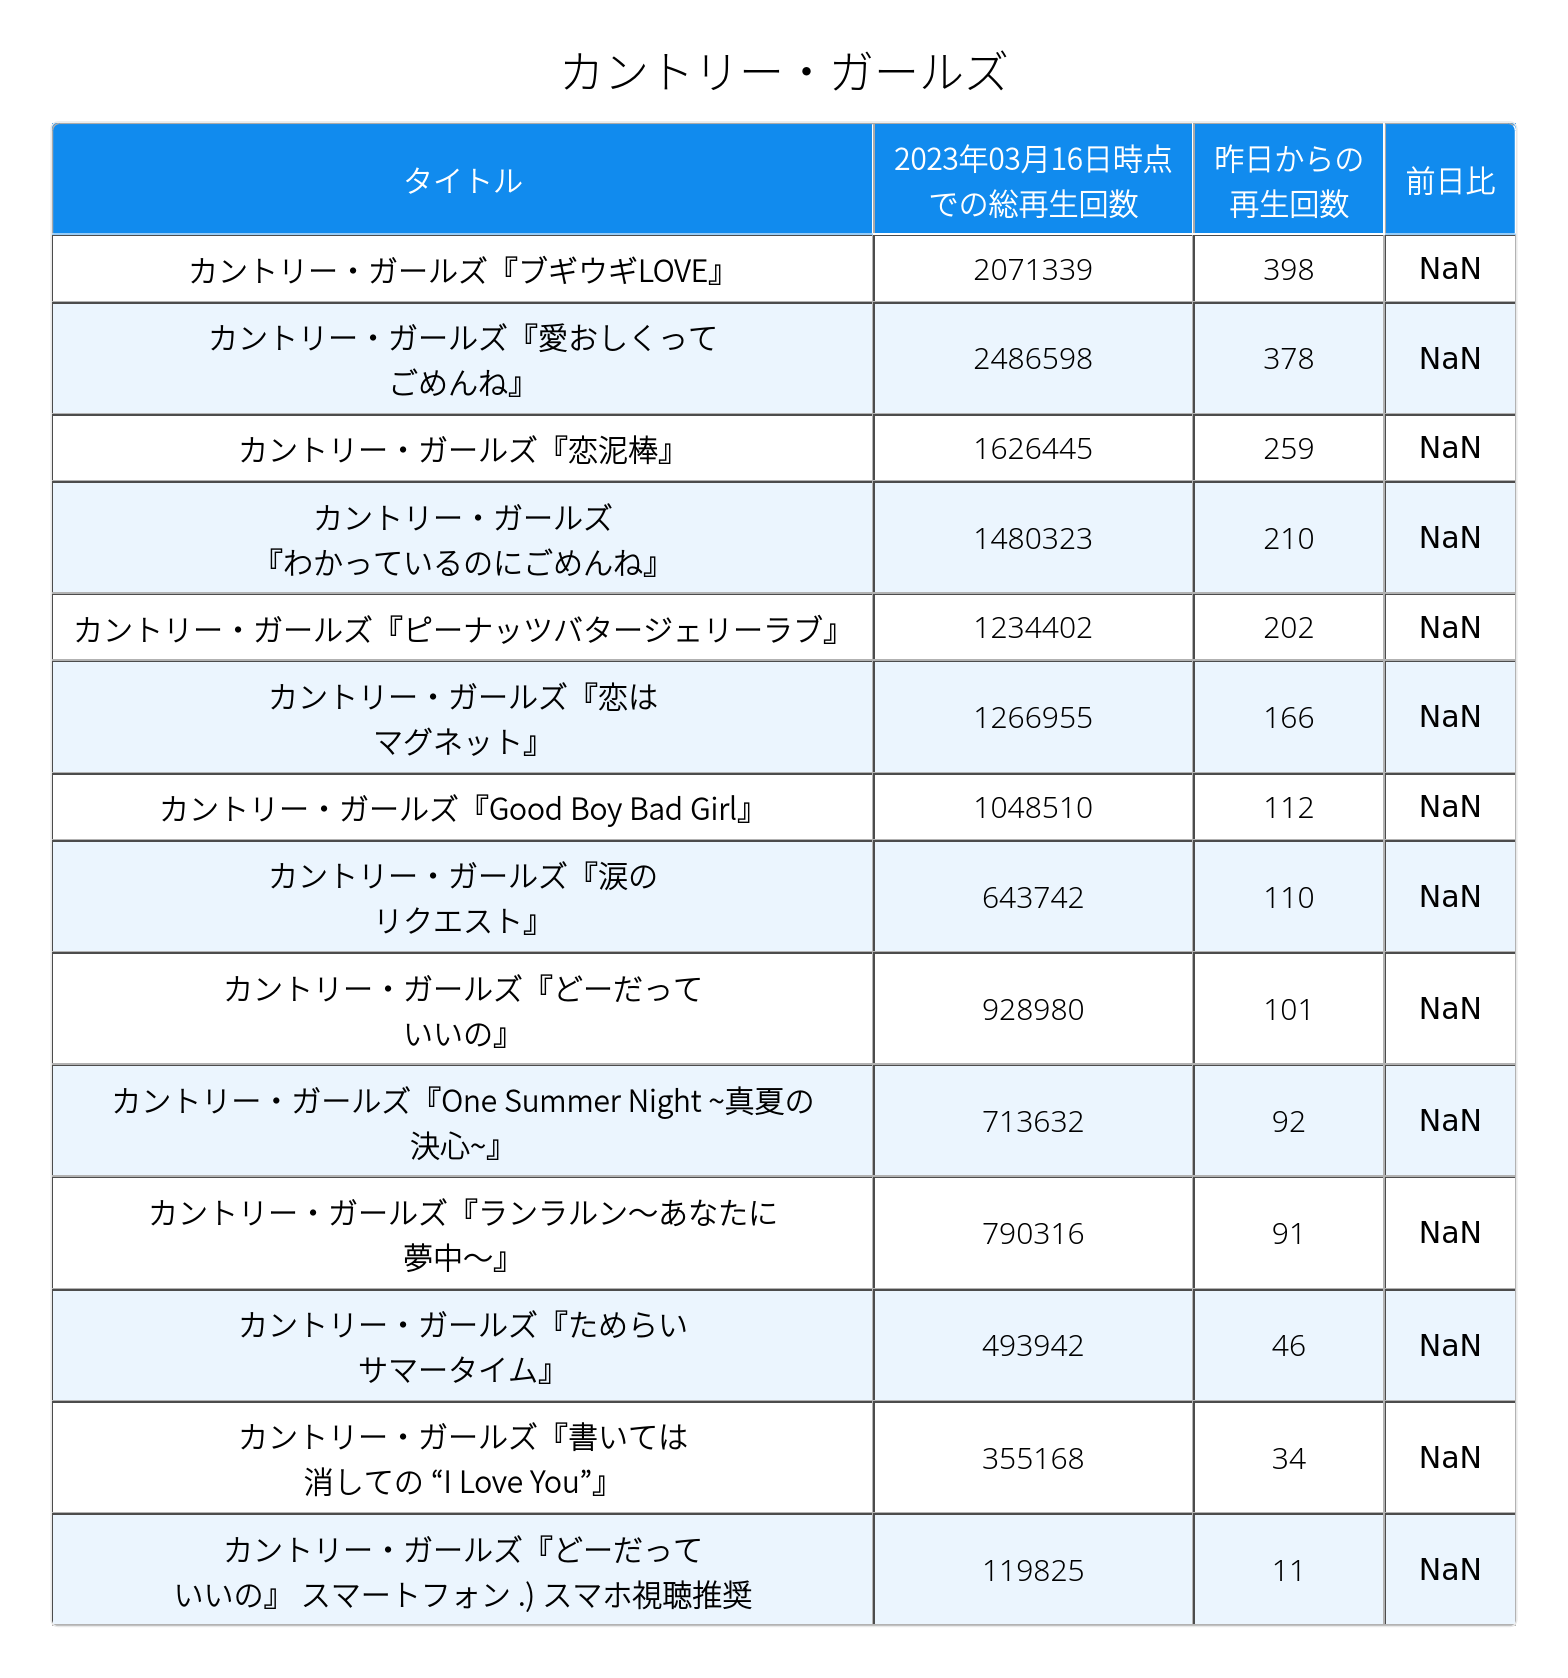 カントリー・ガールズ
タイトル
2023年03月16日時点
での総再生回数
昨日からの
再生回数
前日比
カントリー・ガールズ『ブギウギLOVE』
2071339
398
NaN
カントリー・ガールズ『愛おしくって
ごめんね』
2486598
378
NaN
カントリー・ガールズ『恋泥棒』
1626445
259
NaN
カントリー・ガールズ
『わかっているのにごめんね』
1480323
210
NaN
カントリー・ガールズ『ピーナッツバタージェリーラブ』
1234402
202
NaN
カントリー・ガールズ『恋は
マグネット』
1266955
166
NaN
カントリー・ガールズ『Good Boy Bad Girl』
1048510
112
NaN
カントリー・ガールズ『涙の
リクエスト』
643742
110
NaN
カントリー・ガールズ『どーだって
いいの』
928980
101
NaN
カントリー・ガールズ『One Summer Night ~真夏の
決心~』
713632
92
NaN
カントリー・ガールズ『ランラルン～あなたに
夢中～』
790316
91
NaN
カントリー・ガールズ『ためらい
サマータイム』
493942
46
NaN
カントリー・ガールズ『書いては
消しての “I Love You”』
355168
34
NaN
カントリー・ガールズ『どーだって
いいの』 スマートフォン .) スマホ視聴推奨
119825
11
NaN